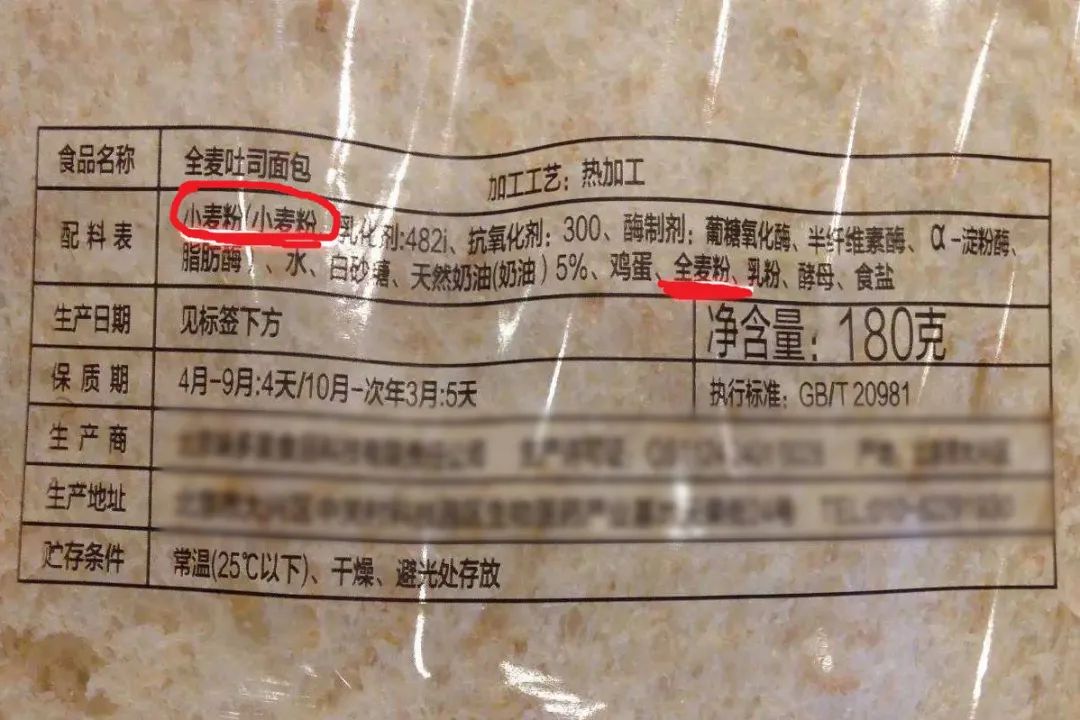 食品名称 全麦吐司面包 加工工艺：热加工
配料表 小麦粉(小麦粉、乳化剂:482i、抗氧化剂：300、酶制剂：葡糖氧化酶、半纤维素酶、α-淀粉酶、
脂肪酶）、水、白砂糖、天然奶油(奶油）5%、鸡蛋、全麦粉、乳粉、酵母、食盐
生产日期 见标签下方 净含量：180克
保质期 4月-9月:4天/10月-次年3月:5天 执行标准：GB/T 20981
生产商
生产地址
贮存条件 常温(25℃以下)、干燥、避光处存放